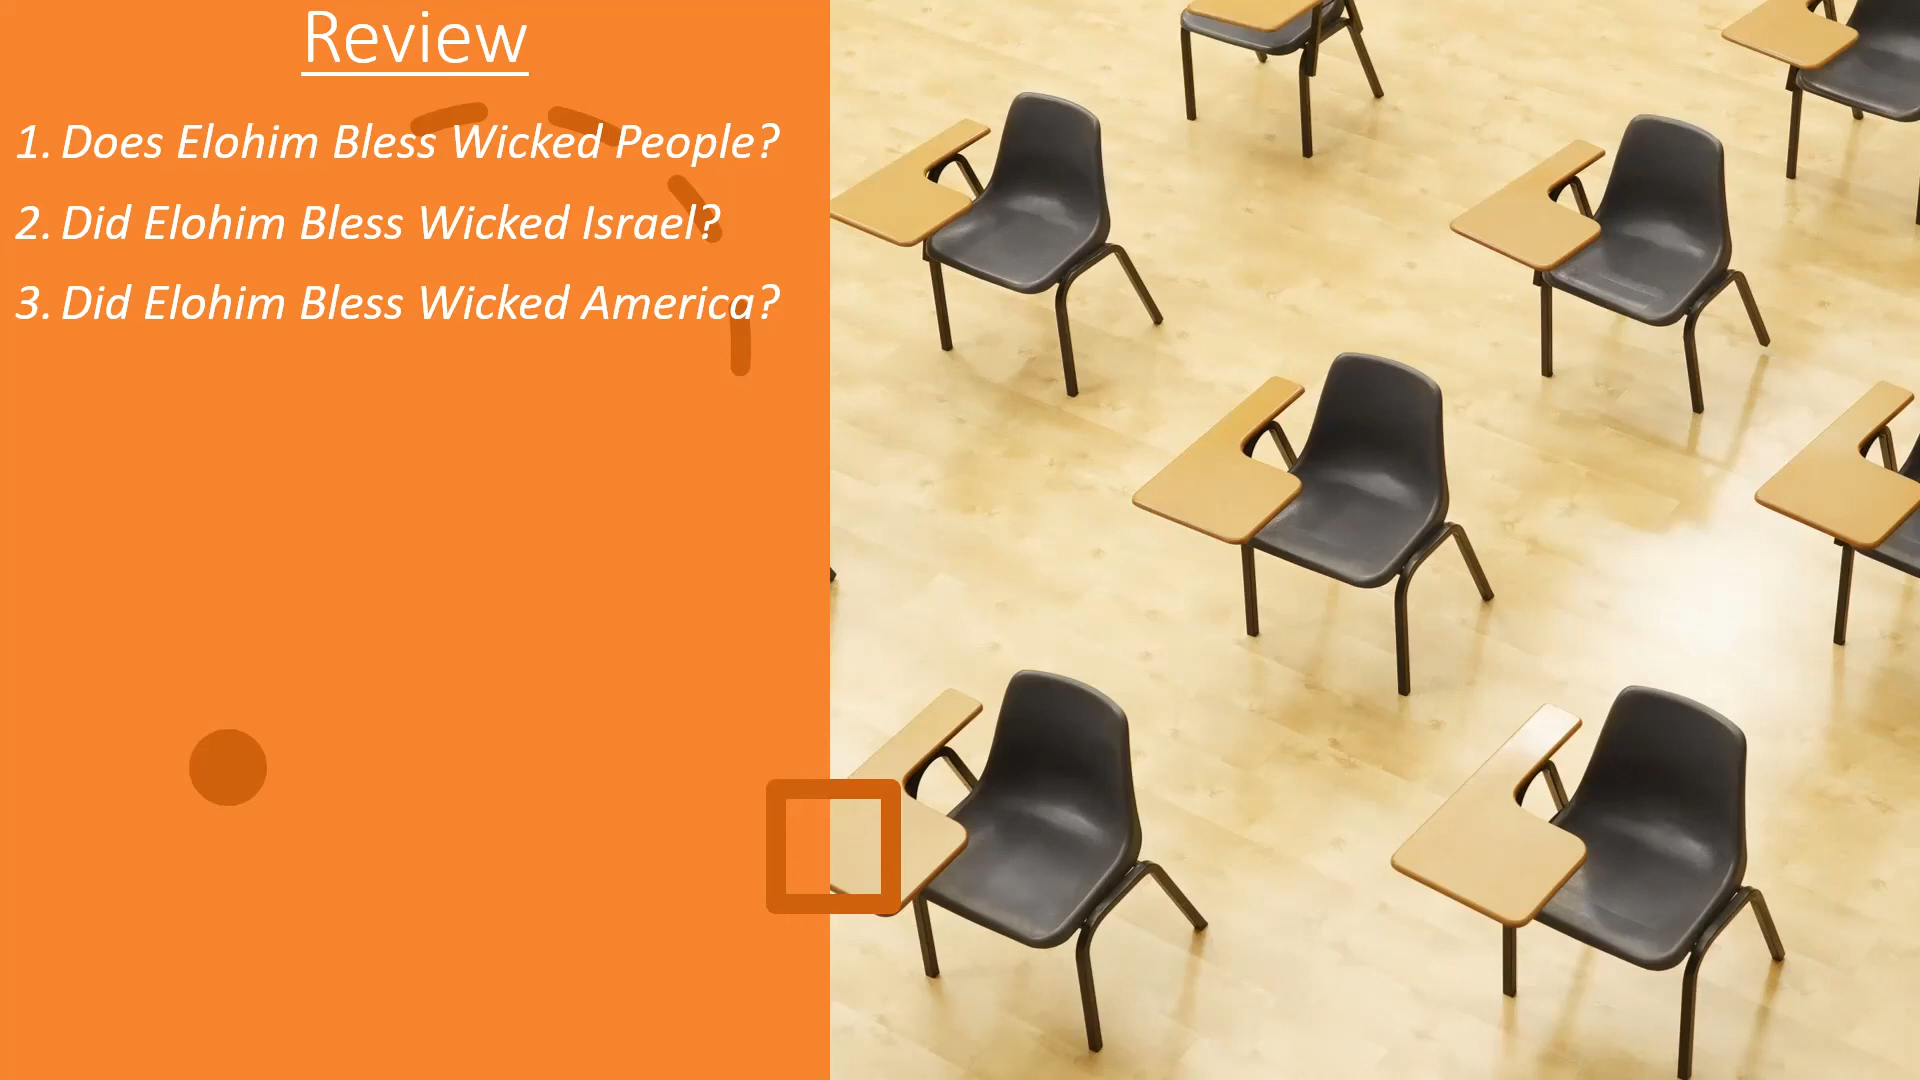 Review
1. Does Elohim Bless Wicked People?
2. Did Elohim Bless Wicked Israel?
3. Did Elohim Bless Wicked America?